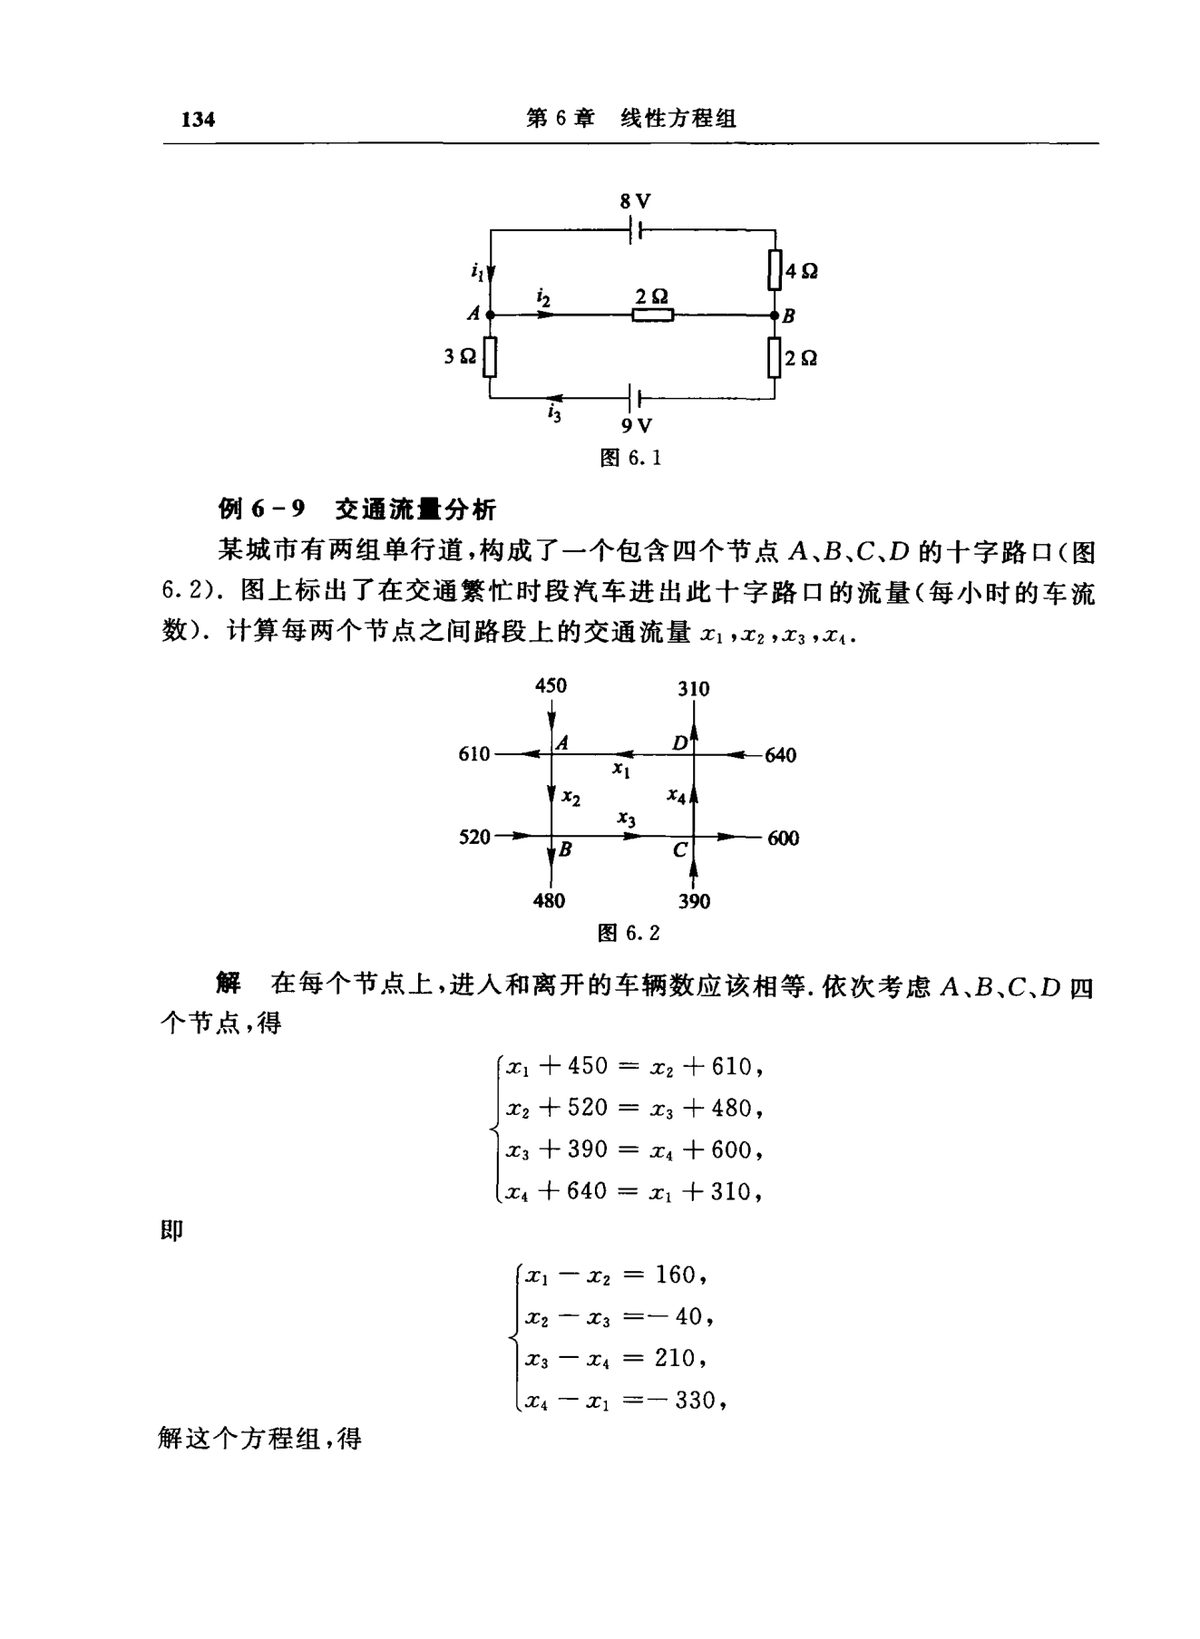 134 第 6 章 线性方程组
8 V
i₁ 4 Ω
i₂ 2 Ω
A B
3 Ω 2 Ω
i₃ 9 V
图 6.1
例 6-9 交通流量分析
某城市有两组单行道,构成了一个包含四个节点 A、B、C、D 的十字路口(图
6.2). 图上标出了在交通繁忙时段汽车进出此十字路口的流量(每小时的车流
数). 计算每两个节点之间路段上的交通流量 x₁,x₂,x₃,x₄.
450 310
610 A D 640
x₁
x₂ x₄
x₃
520 B C 600
480 390
图 6.2
解 在每个节点上,进入和离开的车辆数应该相等. 依次考虑 A、B、C、D 四
个节点,得
x₁ + 450 = x₂ + 610,
x₂ + 520 = x₃ + 480,
x₃ + 390 = x₄ + 600,
x₄ + 640 = x₁ + 310,
即
x₁ - x₂ = 160,
x₂ - x₃ = - 40,
x₃ - x₄ = 210,
x₄ - x₁ = - 330,
解这个方程组,得